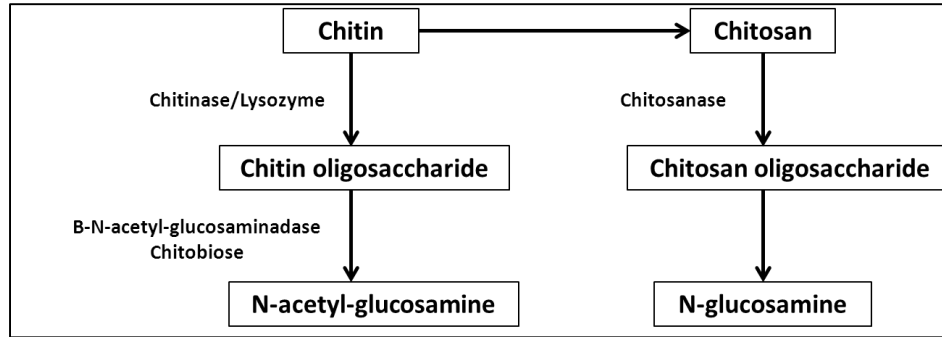 Chitin
Chitosan
Chitinase/Lysozyme
Chitosanase
Chitin oligosaccharide
Chitosan oligosaccharide
B-N-acetyl-glucosaminadase
Chitobiose
N-acetyl-glucosamine
N-glucosamine